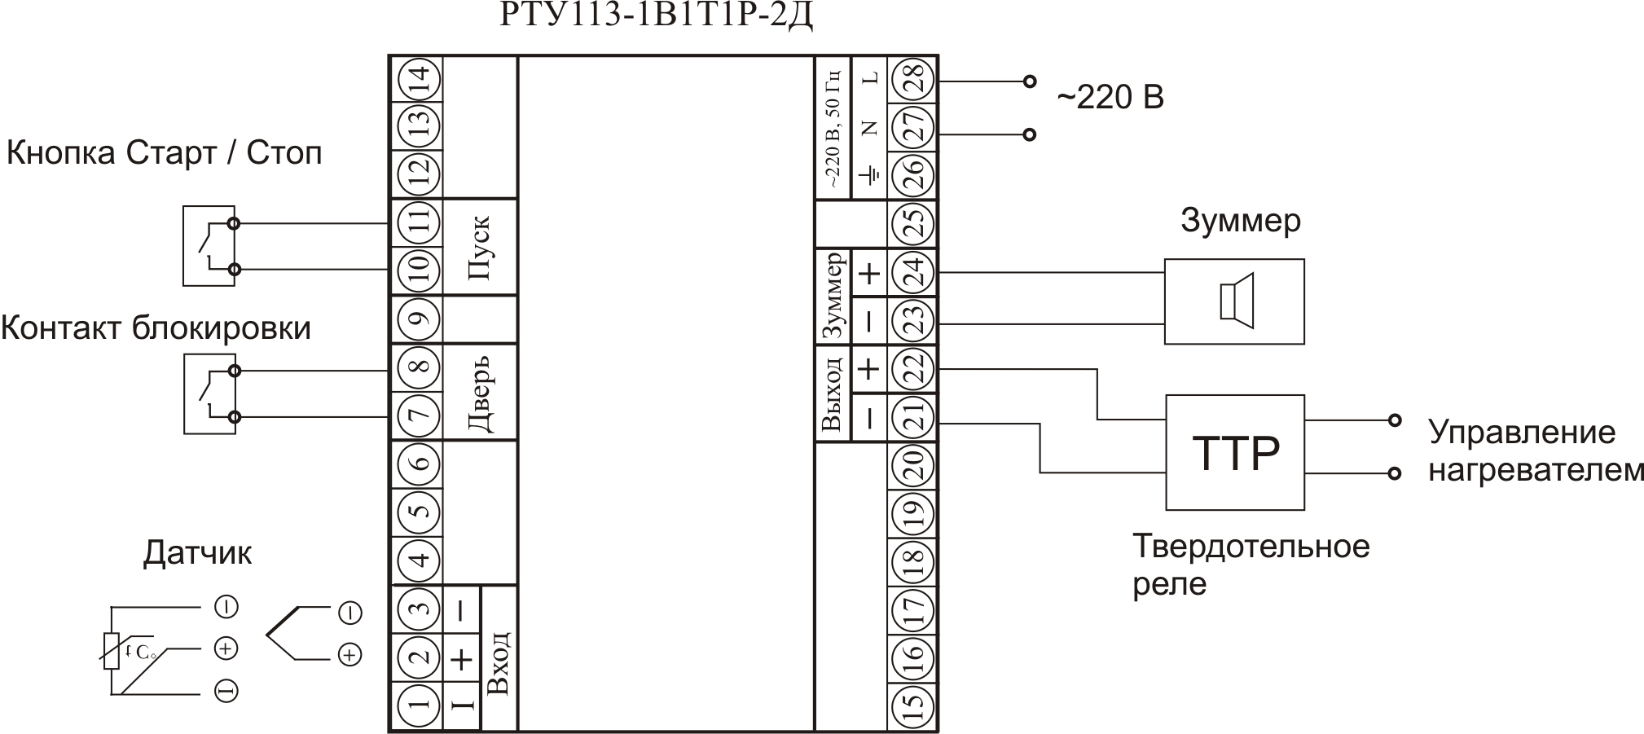 РТУ113-1В1Т1Р-2Д
Кнопка Старт / Стоп
Контакт блокировки
Датчик
−
+
I
t C°
−
+
14
13
12
11
10
9
8
7
6
5
4
3
2
1
Пуск
Дверь
−
+
I
Вход
~220 В, 50 Гц
L
N
Зуммер
+
−
Выход
+
−
28
27
26
25
24
23
22
21
20
19
18
17
16
15
~220 В
Зуммер
ТТР
Твердотельное
реле
Управление
нагревателем